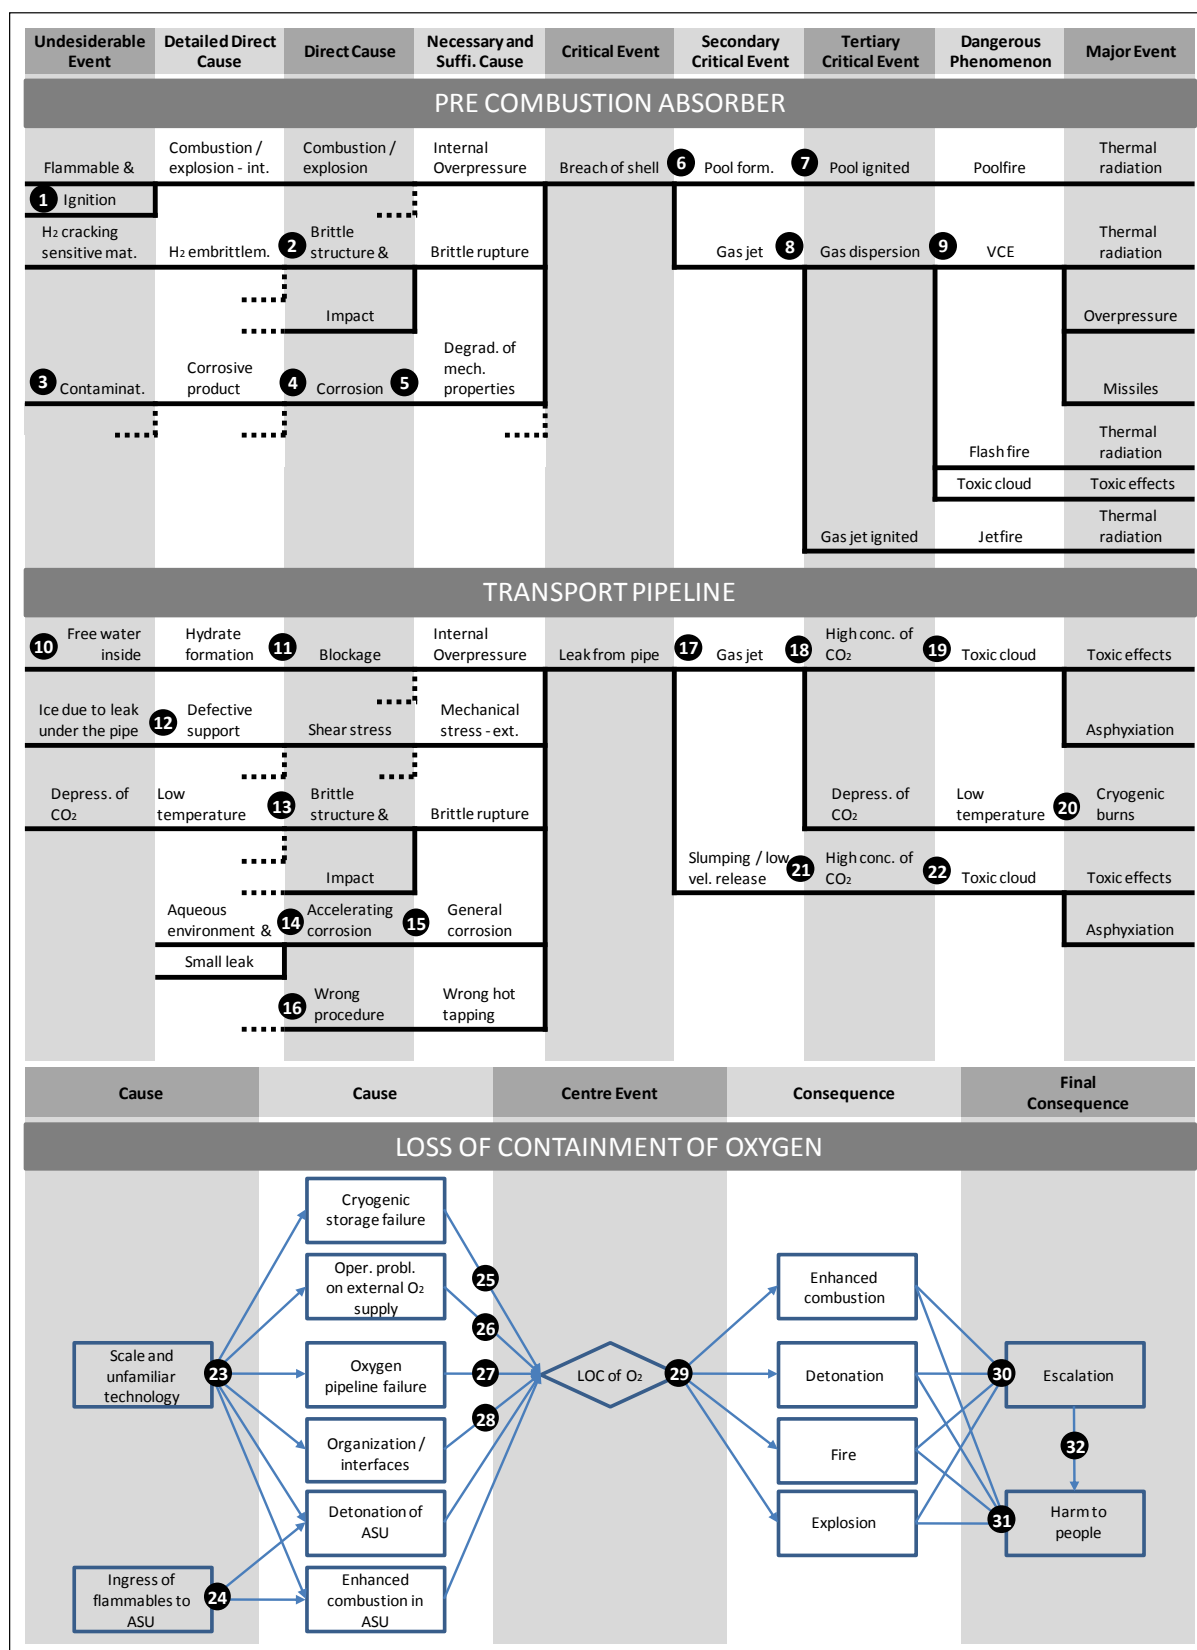 Undesiderable
Event
Detailed Direct
Cause
Direct Cause
Necessary and
Suffi. Cause
Critical Event
Secondary
Critical Event
Tertiary
Critical Event
Dangerous
Phenomenon
Major Event
PRE COMBUSTION ABSORBER
Flammable &
Combustion /
explosion - int.
Combustion /
explosion
Internal
Overpressure
Breach of shell
6
Pool form.
7
Pool ignited
Poolfire
Thermal
radiation
1
Ignition
H2 cracking
sensitive mat.
H2 embrittlem.
2
Brittle
structure &
Brittle rupture
Gas jet
8
Gas dispersion
9
VCE
Thermal
radiation
Impact
Overpressure
3
Contaminat.
Corrosive
product
4
Corrosion
5
Degrad. of
mech.
properties
Missiles
Flash fire
Thermal
radiation
Toxic cloud
Toxic effects
Gas jet ignited
Jetfire
Thermal
radiation
TRANSPORT PIPELINE
10
Free water
inside
Hydrate
formation
11
Blockage
Internal
Overpressure
Leak from pipe
17
Gas jet
18
High conc. of
CO2
19
Toxic cloud
Toxic effects
Ice due to leak
under the pipe
12
Defective
support
Shear stress
Mechanical
stress - ext.
Asphyxiation
Depress. of
CO2
Low
temperature
13
Brittle
structure &
Brittle rupture
Depress. of
CO2
Low
temperature
20
Cryogenic
burns
Impact
Slumping / low
vel. release
21
High conc. of
CO2
22
Toxic cloud
Toxic effects
Aqueous
environment &
14
Accelerating
corrosion
15
General
corrosion
Asphyxiation
Small leak
16
Wrong
procedure
Wrong hot
tapping
Cause
Cause
Centre Event
Consequence
Final
Consequence
LOSS OF CONTAINMENT OF OXYGEN
Cryogenic
storage failure
Oper. probl.
on external O2
supply
25
26
Enhanced
combustion
Scale and
unfamiliar
technology
23
Oxygen
pipeline failure
27
LOC of O2
29
Detonation
30
Escalation
28
Organization /
interfaces
Fire
32
Detonation of
ASU
Explosion
31
Harm to
people
Ingress of
flammables to
ASU
24
Enhanced
combustion in
ASU